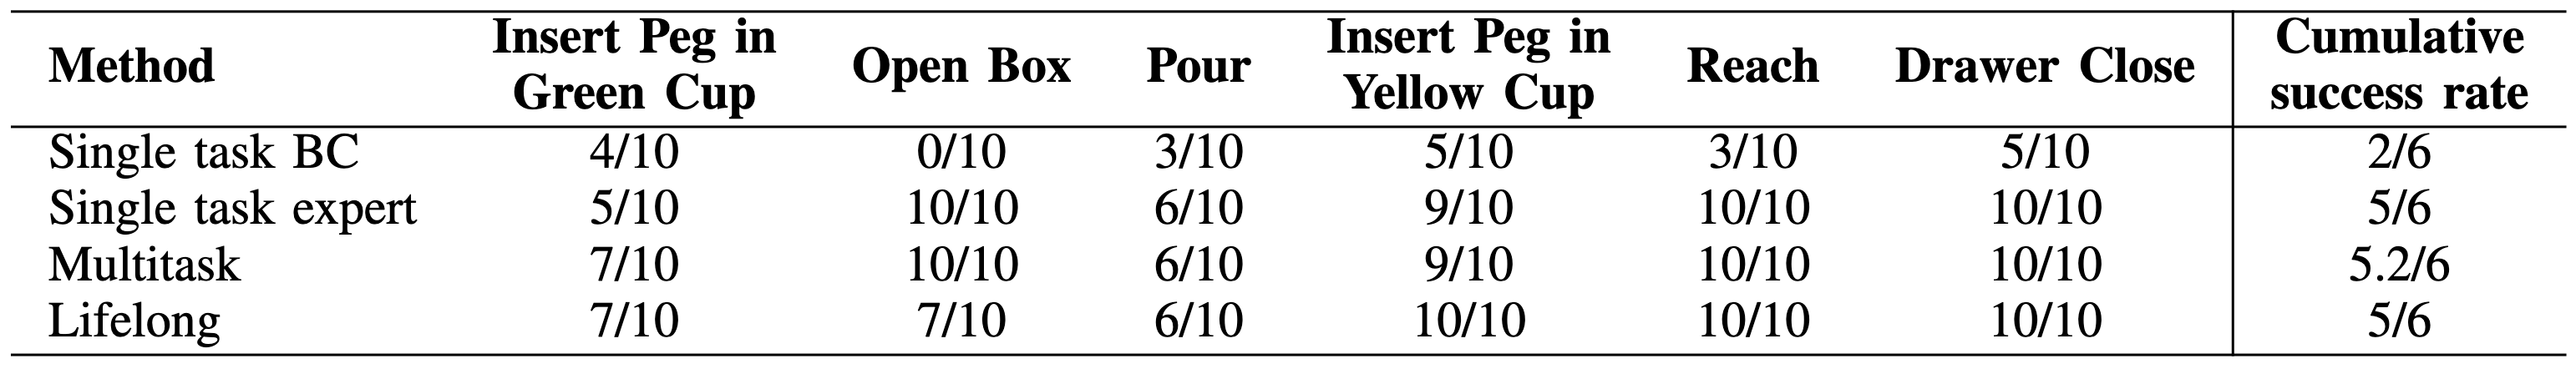 Method Insert Peg in Green Cup Open Box Pour Insert Peg in Yellow Cup Reach Drawer Close Cumulative success rate
Single task BC 4/10 0/10 3/10 5/10 3/10 5/10 2/6
Single task expert 5/10 10/10 6/10 9/10 10/10 10/10 5/6
Multitask 7/10 10/10 6/10 9/10 10/10 10/10 5.2/6
Lifelong 7/10 7/10 6/10 10/10 10/10 10/10 5/6